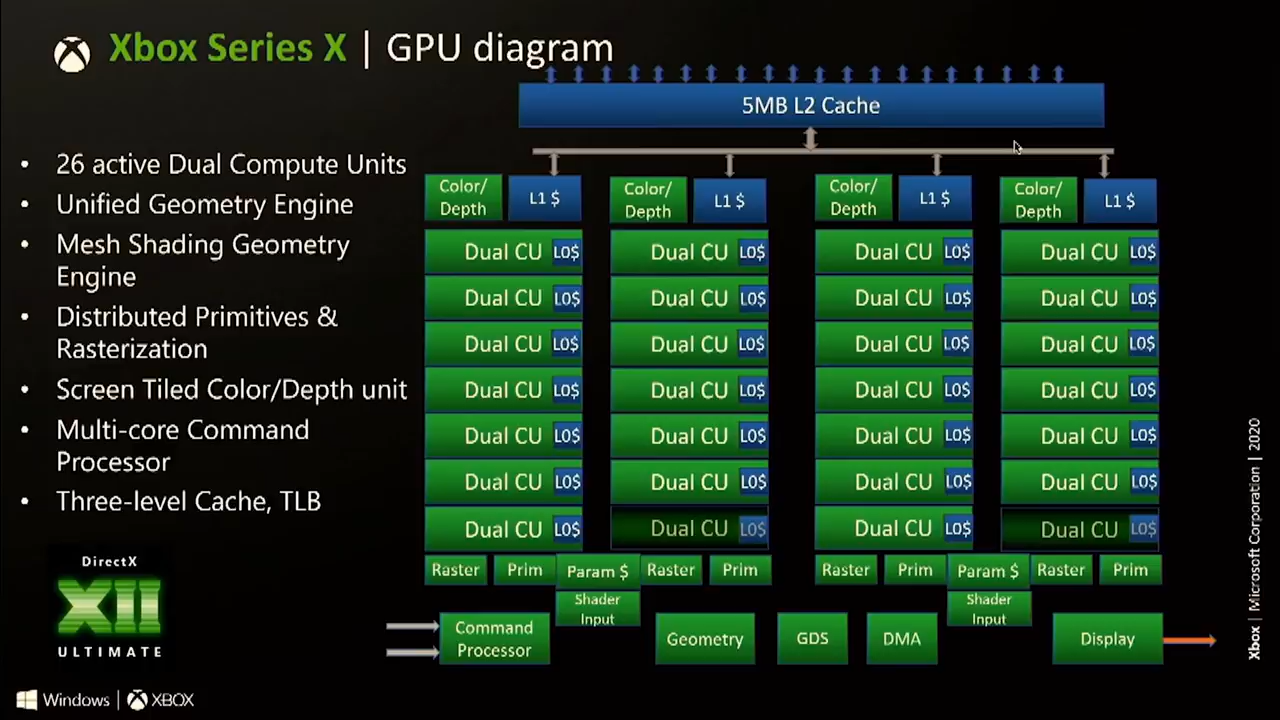 Xbox Series X | GPU diagram
5MB L2 Cache
• 26 active Dual Compute Units
• Unified Geometry Engine
• Mesh Shading Geometry
Engine
• Distributed Primitives &
Rasterization
• Screen Tiled Color/Depth unit
• Multi-core Command
Processor
• Three-level Cache, TLB
Color/
Depth
L1 $
Color/
Depth
L1 $
Color/
Depth
L1 $
Color/
Depth
L1 $
Dual CU L0$ Dual CU L0$ Dual CU L0$ Dual CU L0$
Dual CU L0$ Dual CU L0$ Dual CU L0$ Dual CU L0$
Dual CU L0$ Dual CU L0$ Dual CU L0$ Dual CU L0$
Dual CU L0$ Dual CU L0$ Dual CU L0$ Dual CU L0$
Dual CU L0$ Dual CU L0$ Dual CU L0$ Dual CU L0$
Dual CU L0$ Dual CU L0$ Dual CU L0$ Dual CU L0$
Dual CU L0$ Dual CU L0$ Dual CU L0$ Dual CU L0$
Raster Prim Param $ Raster Prim Raster Prim Param $ Raster Prim
Shader
Input
Shader
Input
Command
Processor
Geometry
GDS
DMA
Display
DirectX
XII
ULTIMATE
Windows | XBOX
Xbox | Microsoft Corporation | 2020